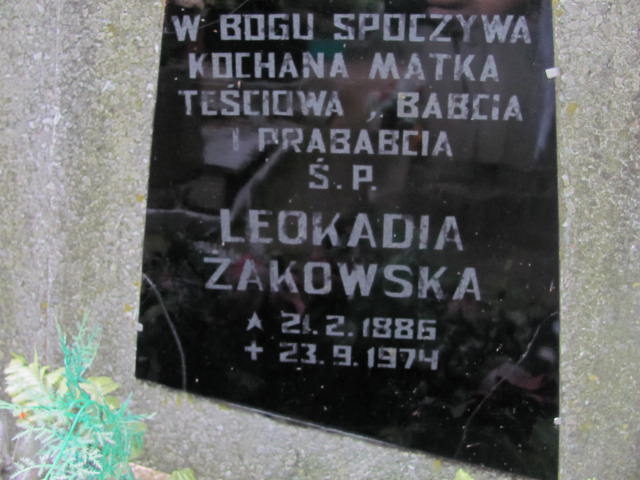 W BOGU SPOCZYWA
KOCHANA MATKA
TEŚCIOWA , BABCIA
I PRABABCIA
Ś. P.
LEOKADIA
ŻAKOWSKA
★ 21. 2. 1886
+ 23. 9. 1974